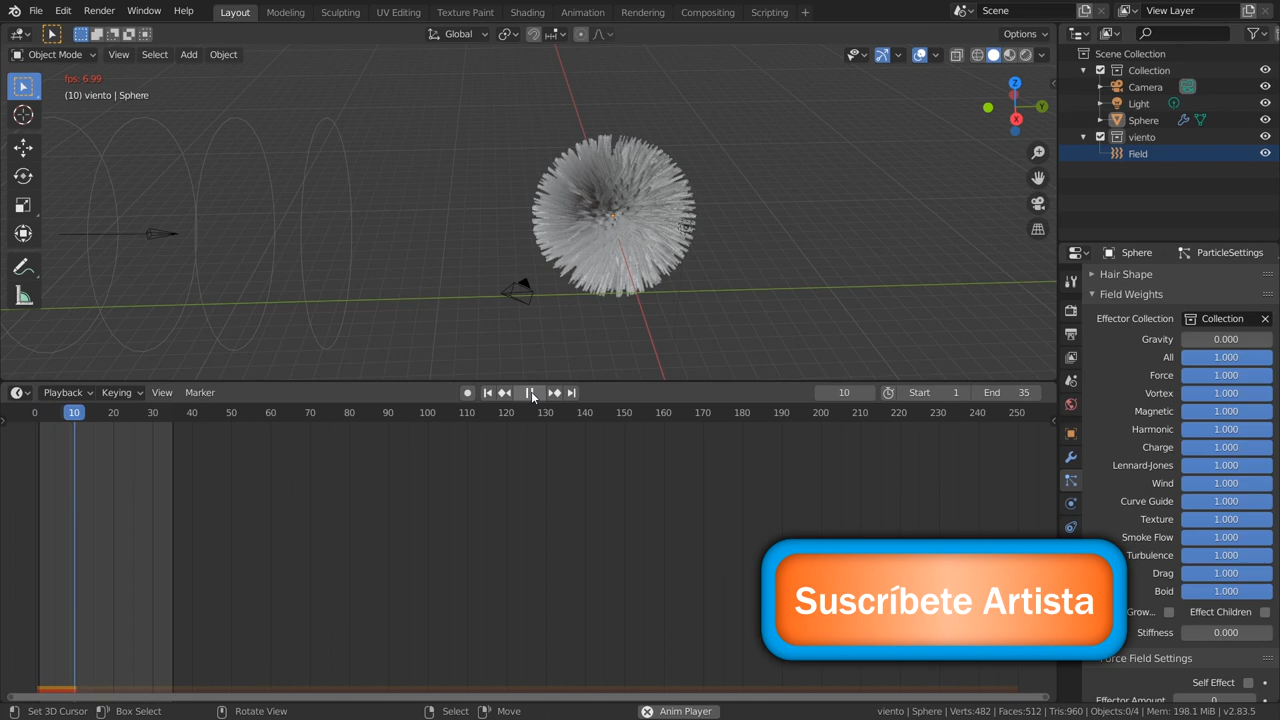 File Edit Render Window Help Layout Modeling Sculpting UV Editing Texture Paint Shading Animation Rendering Compositing Scripting + Scene View Layer
Global Options
Object Mode View Select Add Object
fps: 6.99
(10) viento | Sphere
Z
Y
X
Scene Collection
Collection
Camera
Light
Sphere
viento
Field
Sphere ParticleSettings
Hair Shape
Field Weights
Effector Collection Collection
Gravity 0.000
All 1.000
Force 1.000
Vortex 1.000
Magnetic 1.000
Harmonic 1.000
Charge 1.000
Lennard-Jones 1.000
Wind 1.000
Curve Guide 1.000
Texture 1.000
Smoke Flow 1.000
Turbulence 1.000
Drag 1.000
Boid 1.000
Grow... Effect Children
Stiffness 0.000
Force Field Settings
Self Effect
Effector Amount 0
Playback Keying View Marker 10 Start 1 End 35
0 10 20 30 40 50 60 70 80 90 100 110 120 130 140 150 160 170 180 190 200 210 220 230 240 250
Suscríbete Artista
Set 3D Cursor Box Select Rotate View Select Move Anim Player viento | Sphere | Verts:482 | Faces:512 | Tris:960 | Objects:0/4 | Mem: 198.1 MiB | v2.83.5